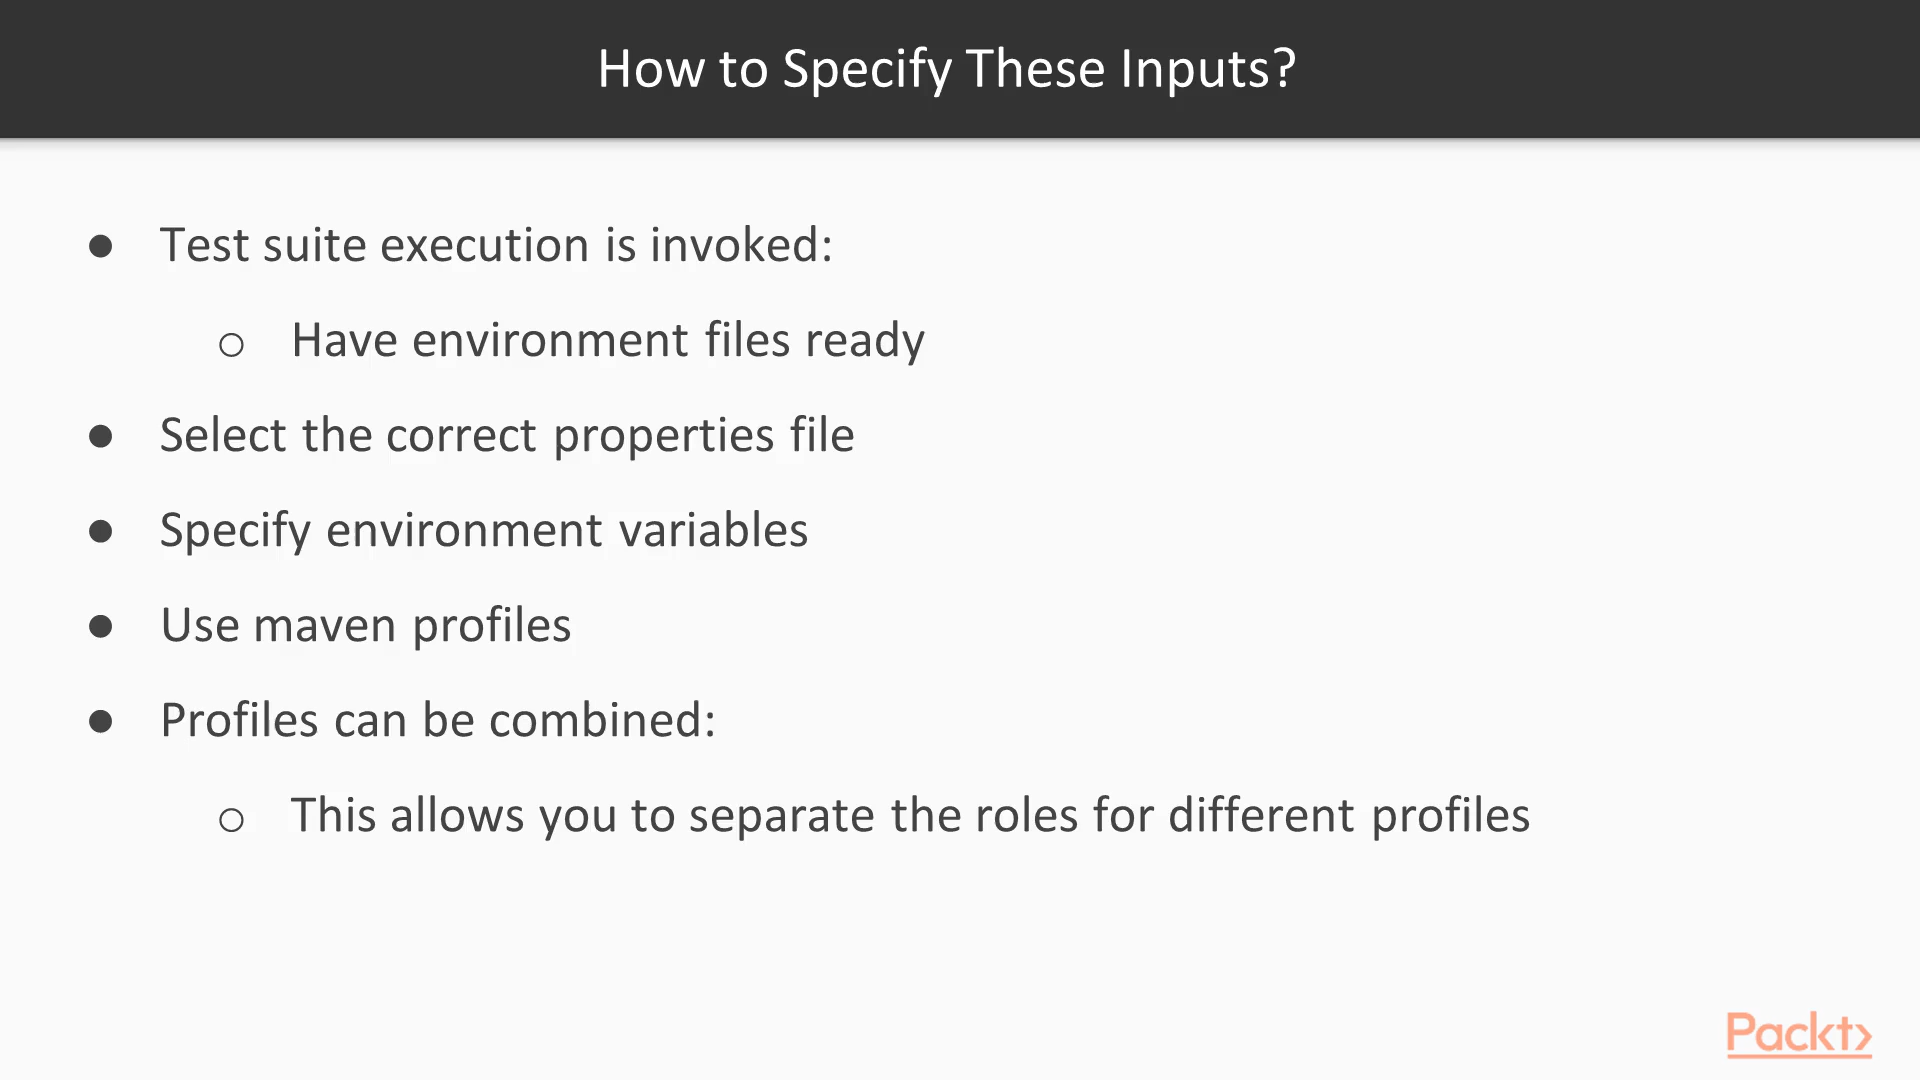 How to Specify These Inputs?
● Test suite execution is invoked:
○ Have environment files ready
● Select the correct properties file
● Specify environment variables
● Use maven profiles
● Profiles can be combined:
○ This allows you to separate the roles for different profiles
Packt>